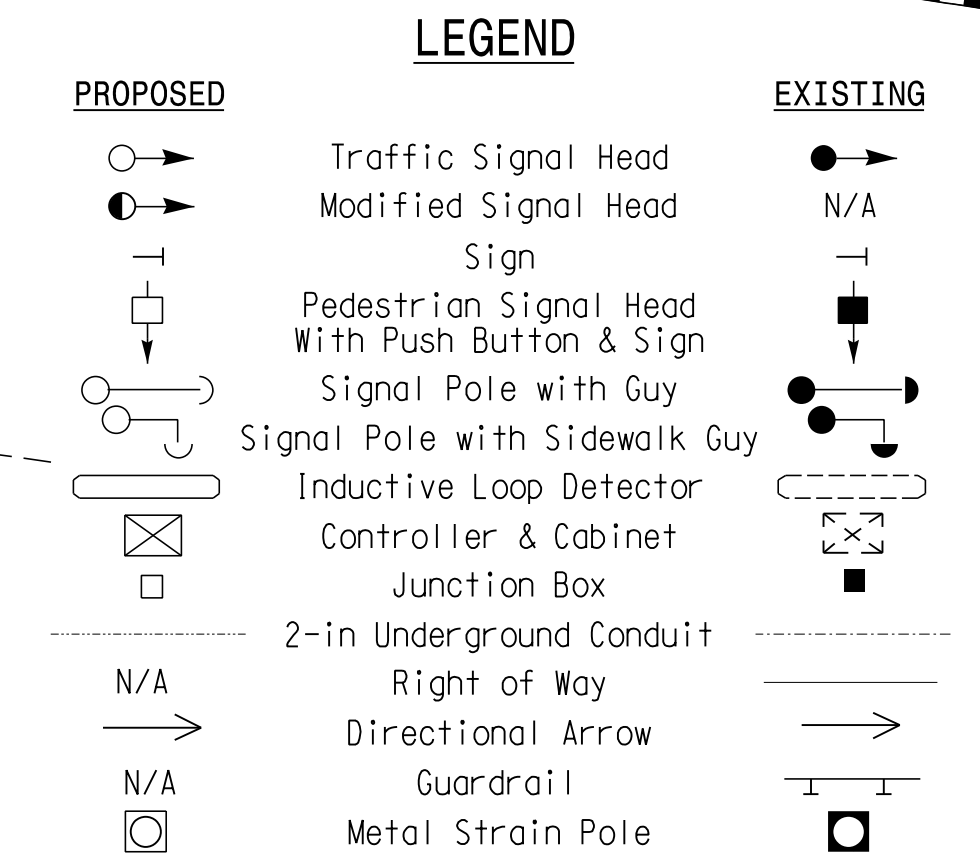 LEGEND
PROPOSED EXISTING
Traffic Signal Head
Modified Signal Head N/A
Sign
Pedestrian Signal Head
With Push Button & Sign
Signal Pole with Guy
Signal Pole with Sidewalk Guy
Inductive Loop Detector
Controller & Cabinet
Junction Box
2-in Underground Conduit
N/A Right of Way
Directional Arrow
N/A Guardrail
Metal Strain Pole